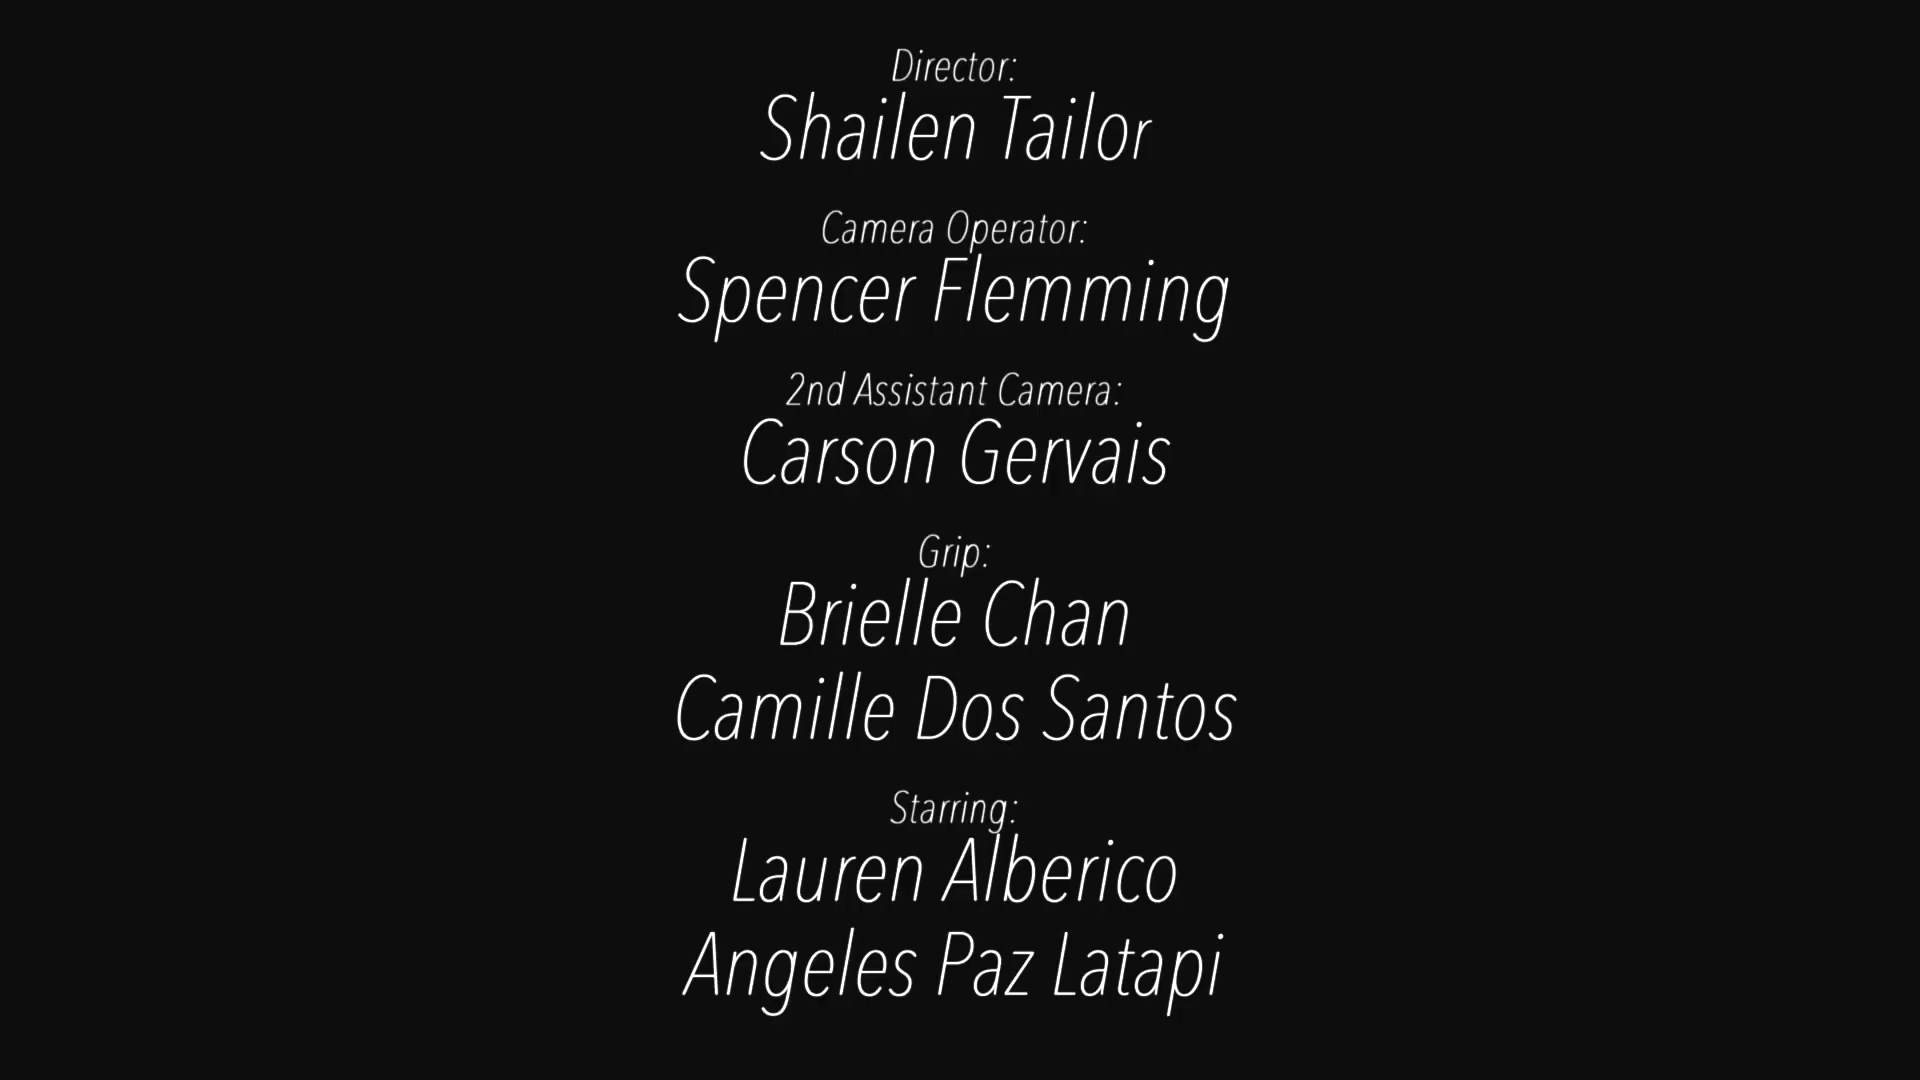 Director:
Shailen Tailor
Camera Operator:
Spencer Flemming
2nd Assistant Camera:
Carson Gervais
Grip:
Brielle Chan
Camille Dos Santos
Starring:
Lauren Alberico
Angeles Paz Latapi